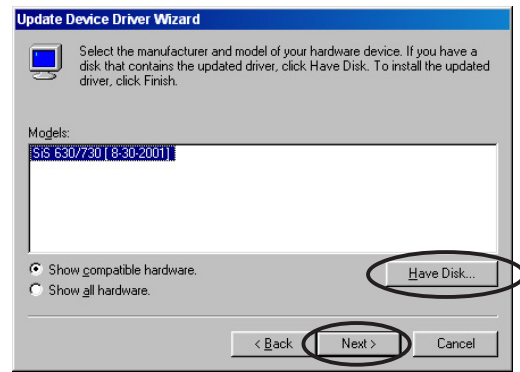 Update Device Driver Wizard
Select the manufacturer and model of your hardware device. If you have a
disk that contains the updated driver, click Have Disk. To install the updated
driver, click Finish.
Models:
SiS 630/730 [ 8-30-2001]
Show compatible hardware.
Show all hardware.
Have Disk...
< Back
Next >
Cancel